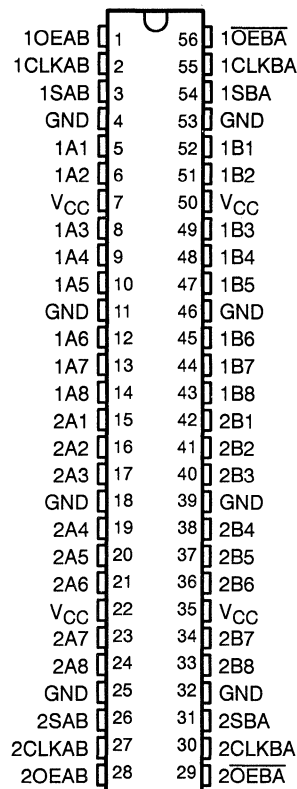 1OEAB 1 56 1O͞E͞B͞A͞
1CLKAB 2 55 1CLKBA
1SAB 3 54 1SBA
GND 4 53 GND
1A1 5 52 1B1
1A2 6 51 1B2
VCC 7 50 VCC
1A3 8 49 1B3
1A4 9 48 1B4
1A5 10 47 1B5
GND 11 46 GND
1A6 12 45 1B6
1A7 13 44 1B7
1A8 14 43 1B8
2A1 15 42 2B1
2A2 16 41 2B2
2A3 17 40 2B3
GND 18 39 GND
2A4 19 38 2B4
2A5 20 37 2B5
2A6 21 36 2B6
VCC 22 35 VCC
2A7 23 34 2B7
2A8 24 33 2B8
GND 25 32 GND
2SAB 26 31 2SBA
2CLKAB 27 30 2CLKBA
2OEAB 28 29 2O͞E͞B͞A͞